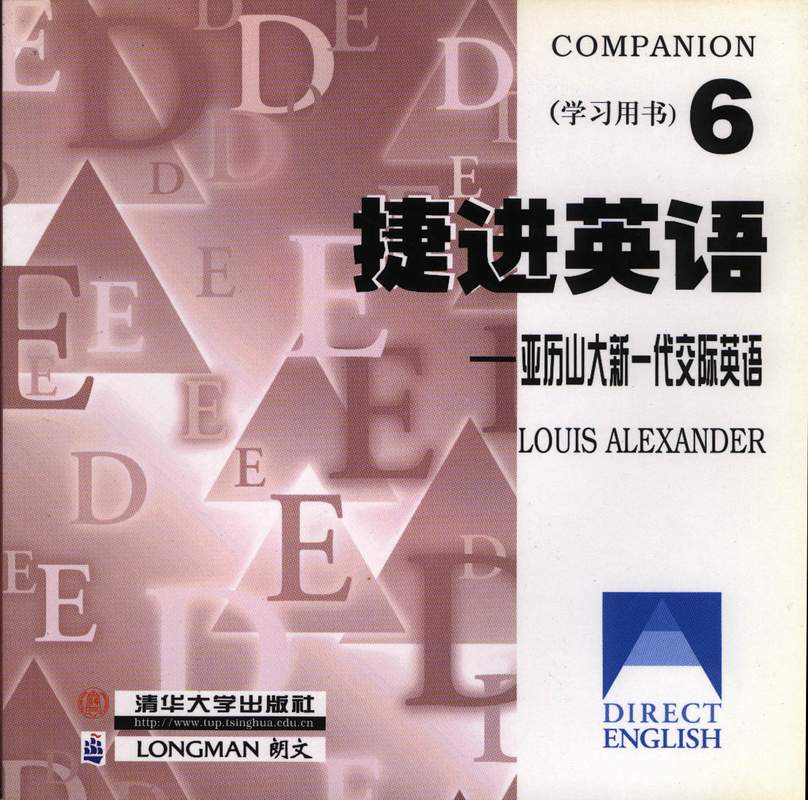 COMPANION
(学习用书) 6
捷进英语
—亚历山大新一代交际英语
LOUIS ALEXANDER
DIRECT
ENGLISH
清华大学出版社
http://www.tup.tsinghua.edu.cn
LONGMAN 朗文